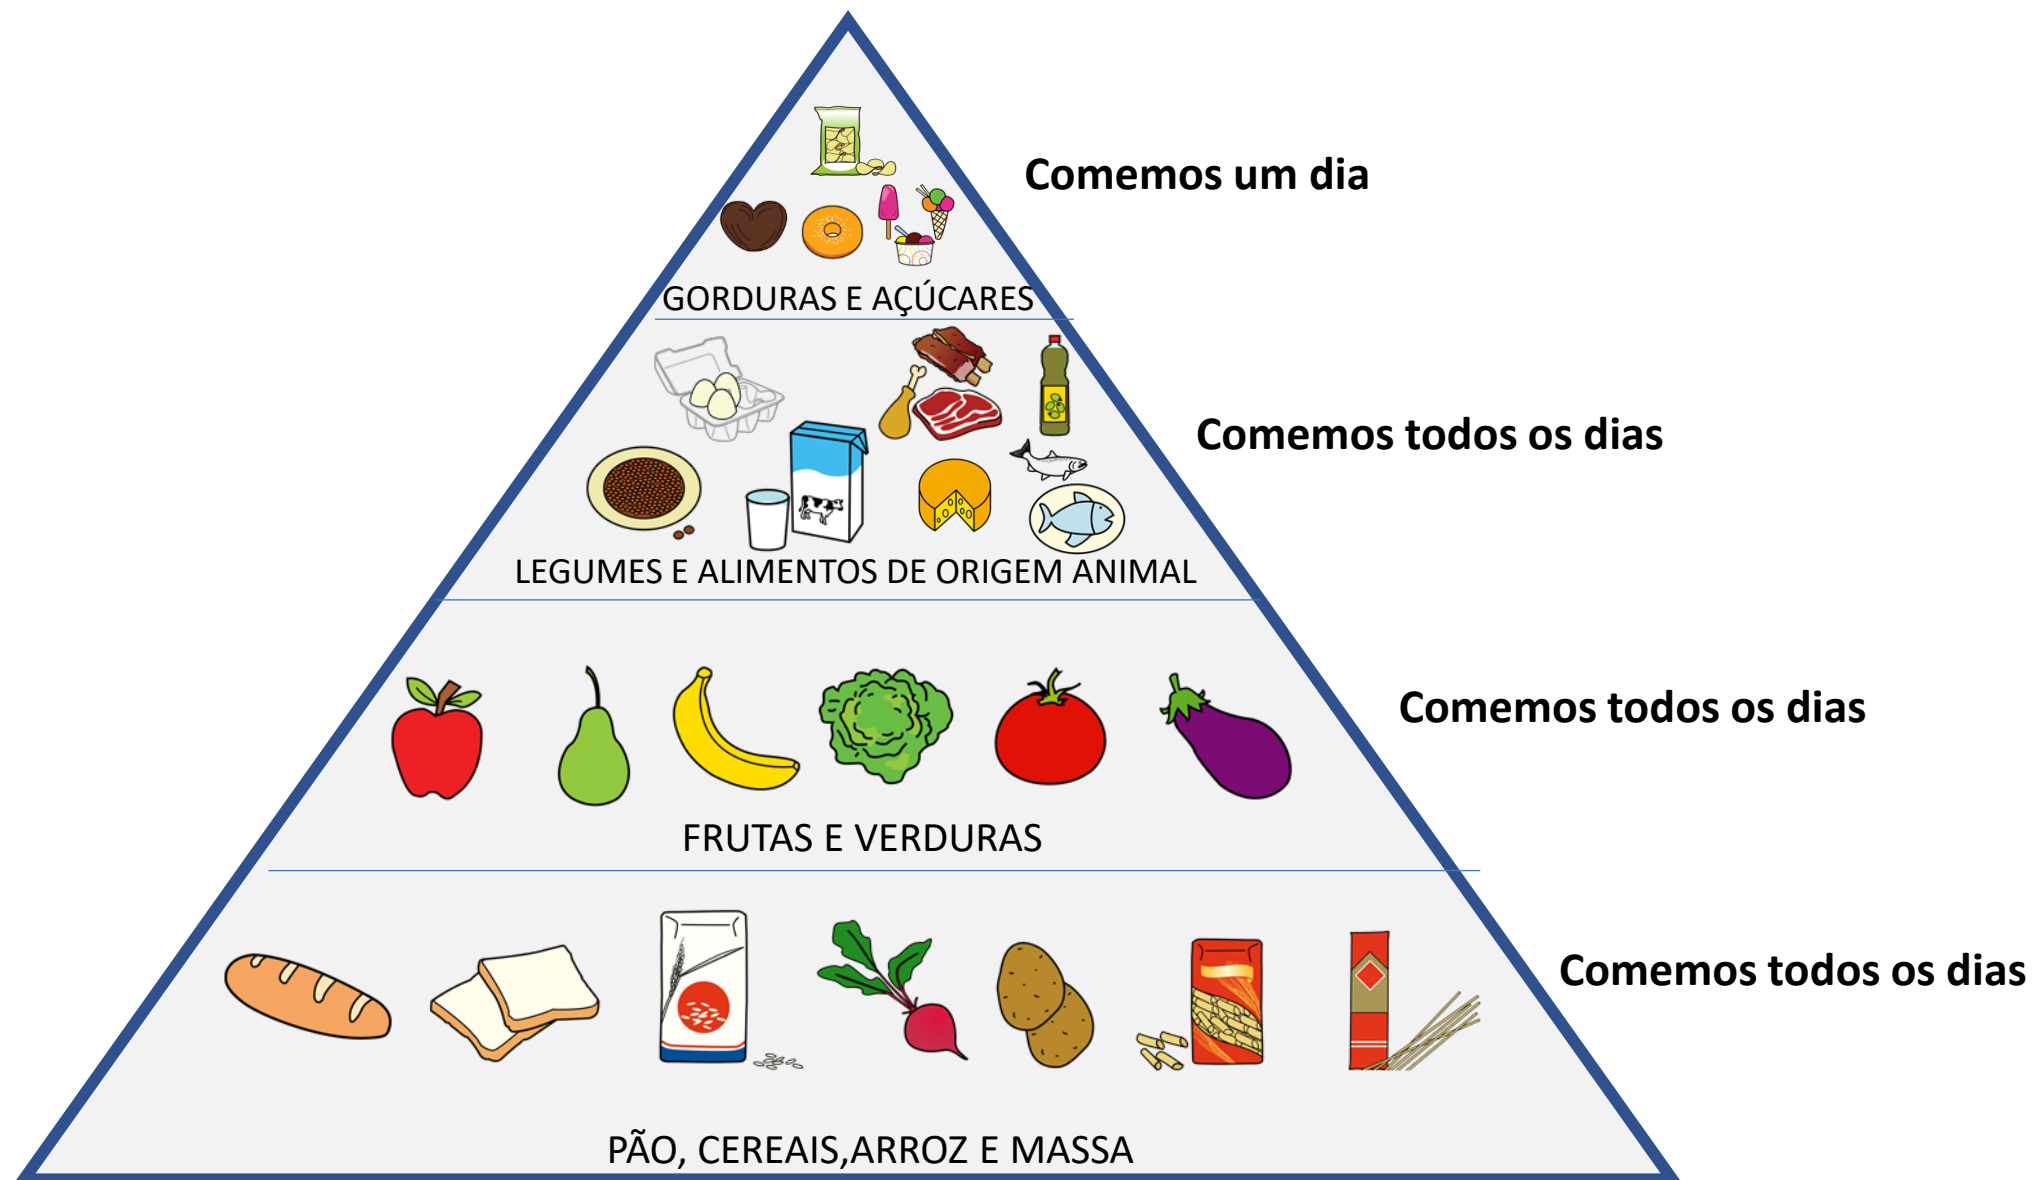 Comemos um dia
GORDURAS E AÇÚCARES
Comemos todos os dias
LEGUMES E ALIMENTOS DE ORIGEM ANIMAL
Comemos todos os dias
FRUTAS E VERDURAS
Comemos todos os dias
PÃO, CEREAIS,ARROZ E MASSA